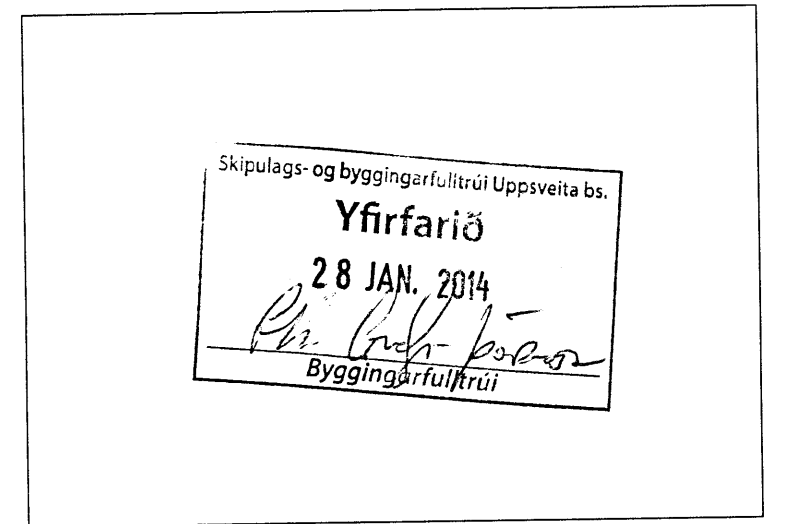 Skipulags- og byggingarfulltrúi Uppsveita bs.
Yfirfarið
28 JAN. 2014
Byggingarfulltrúi